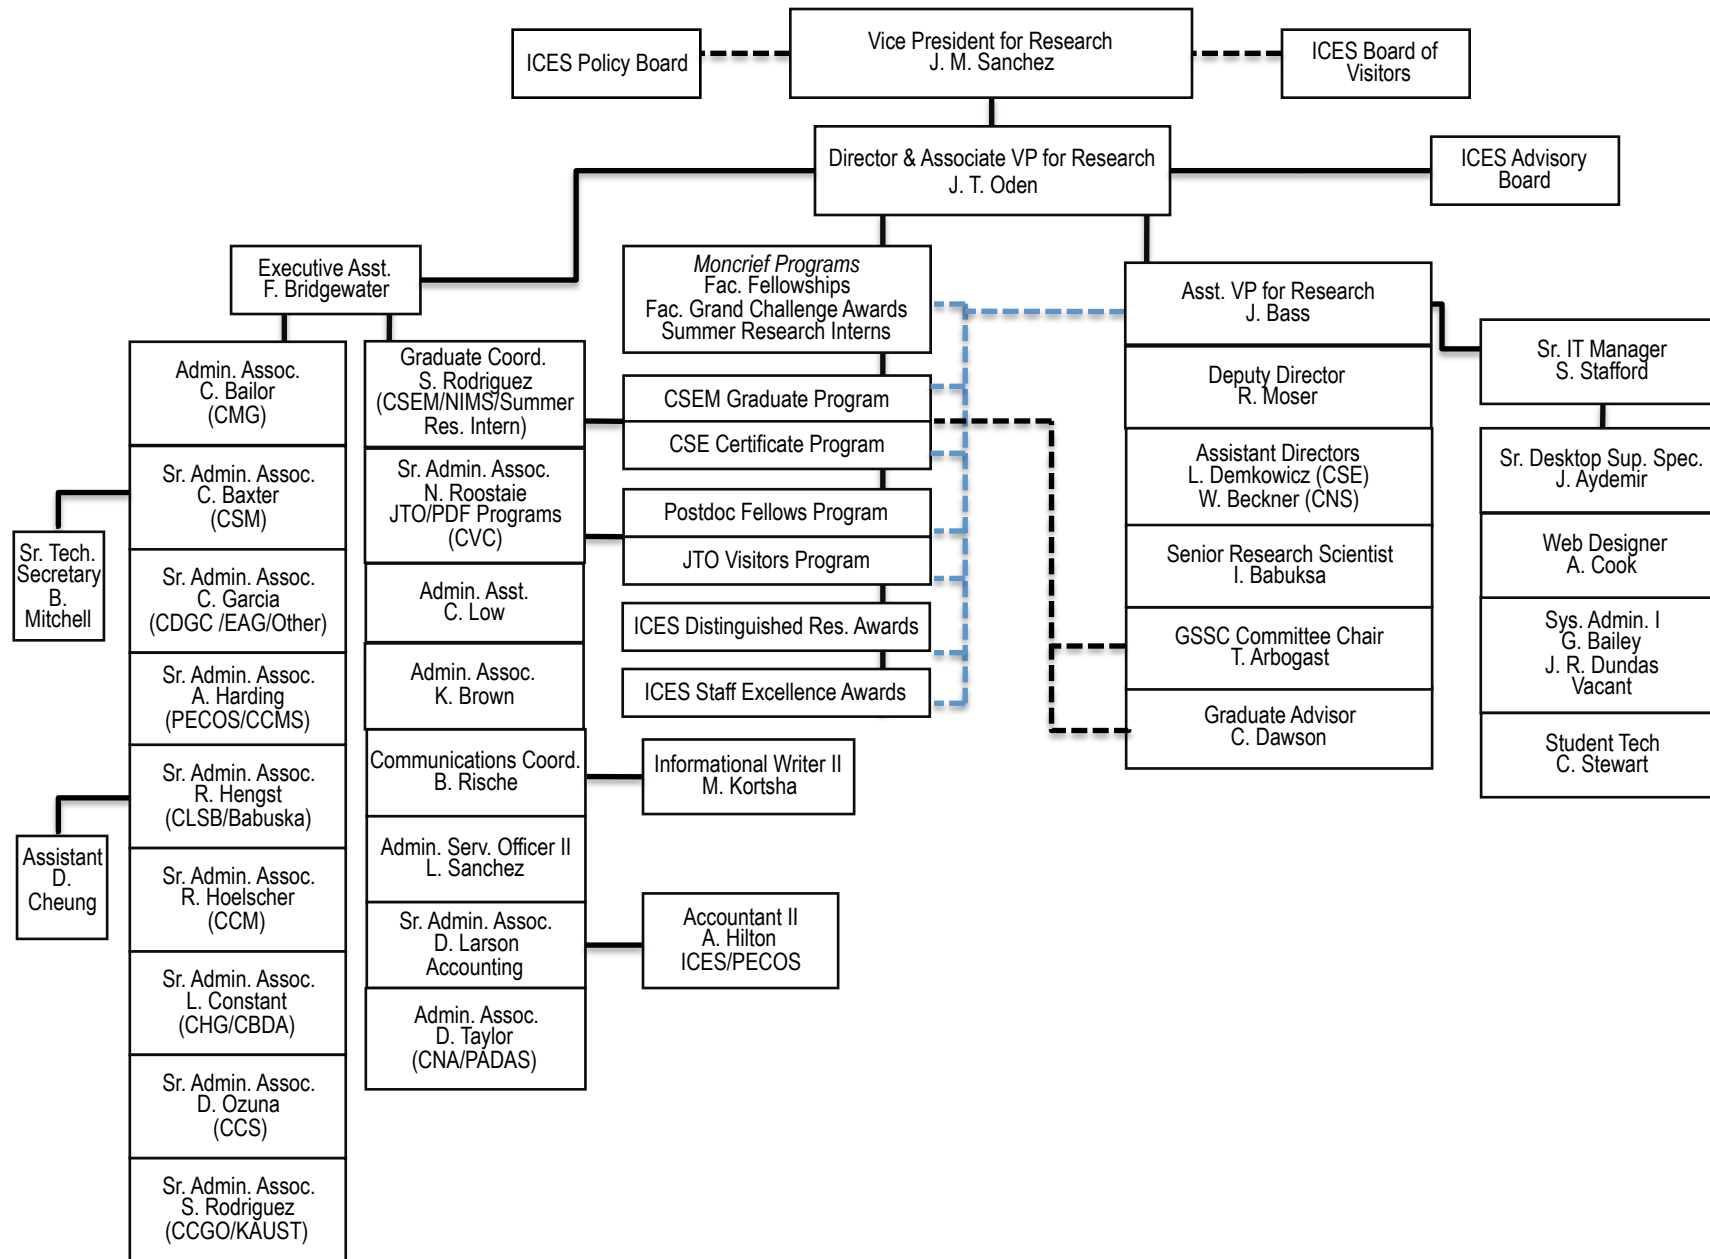 ICES Policy Board
Vice President for Research
J. M. Sanchez
ICES Board of
Visitors
Director & Associate VP for Research
J. T. Oden
ICES Advisory
Board
Executive Asst.
F. Bridgewater
Admin. Assoc.
C. Bailor
(CMG)
Sr. Admin. Assoc.
C. Baxter
(CSM)
Sr. Tech.
Secretary
B.
Mitchell
Sr. Admin. Assoc.
C. Garcia
(CDGC /EAG/Other)
Sr. Admin. Assoc.
A. Harding
(PECOS/CCMS)
Sr. Admin. Assoc.
R. Hengst
(CLSB/Babuska)
Assistant
D.
Cheung
Sr. Admin. Assoc.
R. Hoelscher
(CCM)
Sr. Admin. Assoc.
L. Constant
(CHG/CBDA)
Sr. Admin. Assoc.
D. Ozuna
(CCS)
Sr. Admin. Assoc.
S. Rodriguez
(CCGO/KAUST)
Graduate Coord.
S. Rodriguez
(CSEM/NIMS/Summer
Res. Intern)
Sr. Admin. Assoc.
N. Roostaie
JTO/PDF Programs
(CVC)
Admin. Asst.
C. Low
Admin. Assoc.
K. Brown
Communications Coord.
B. Rische
Informational Writer II
M. Kortsha
Admin. Serv. Officer II
L. Sanchez
Sr. Admin. Assoc.
D. Larson
Accounting
Accountant II
A. Hilton
ICES/PECOS
Admin. Assoc.
D. Taylor
(CNA/PADAS)
Moncrief Programs
Fac. Fellowships
Fac. Grand Challenge Awards
Summer Research Interns
CSEM Graduate Program
CSE Certificate Program
Postdoc Fellows Program
JTO Visitors Program
ICES Distinguished Res. Awards
ICES Staff Excellence Awards
Asst. VP for Research
J. Bass
Deputy Director
R. Moser
Assistant Directors
L. Demkowicz (CSE)
W. Beckner (CNS)
Senior Research Scientist
I. Babuksa
GSSC Committee Chair
T. Arbogast
Graduate Advisor
C. Dawson
Sr. IT Manager
S. Stafford
Sr. Desktop Sup. Spec.
J. Aydemir
Web Designer
A. Cook
Sys. Admin. I
G. Bailey
J. R. Dundas
Vacant
Student Tech
C. Stewart